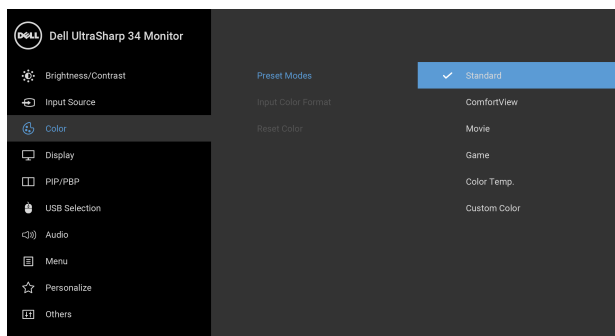 DELL Dell UltraSharp 34 Monitor
Brightness/Contrast Preset Modes Standard
Input Source Input Color Format ComfortView
Color Reset Color Movie
Display Game
PIP/PBP Color Temp.
USB Selection Custom Color
Audio
Menu
Personalize
Others